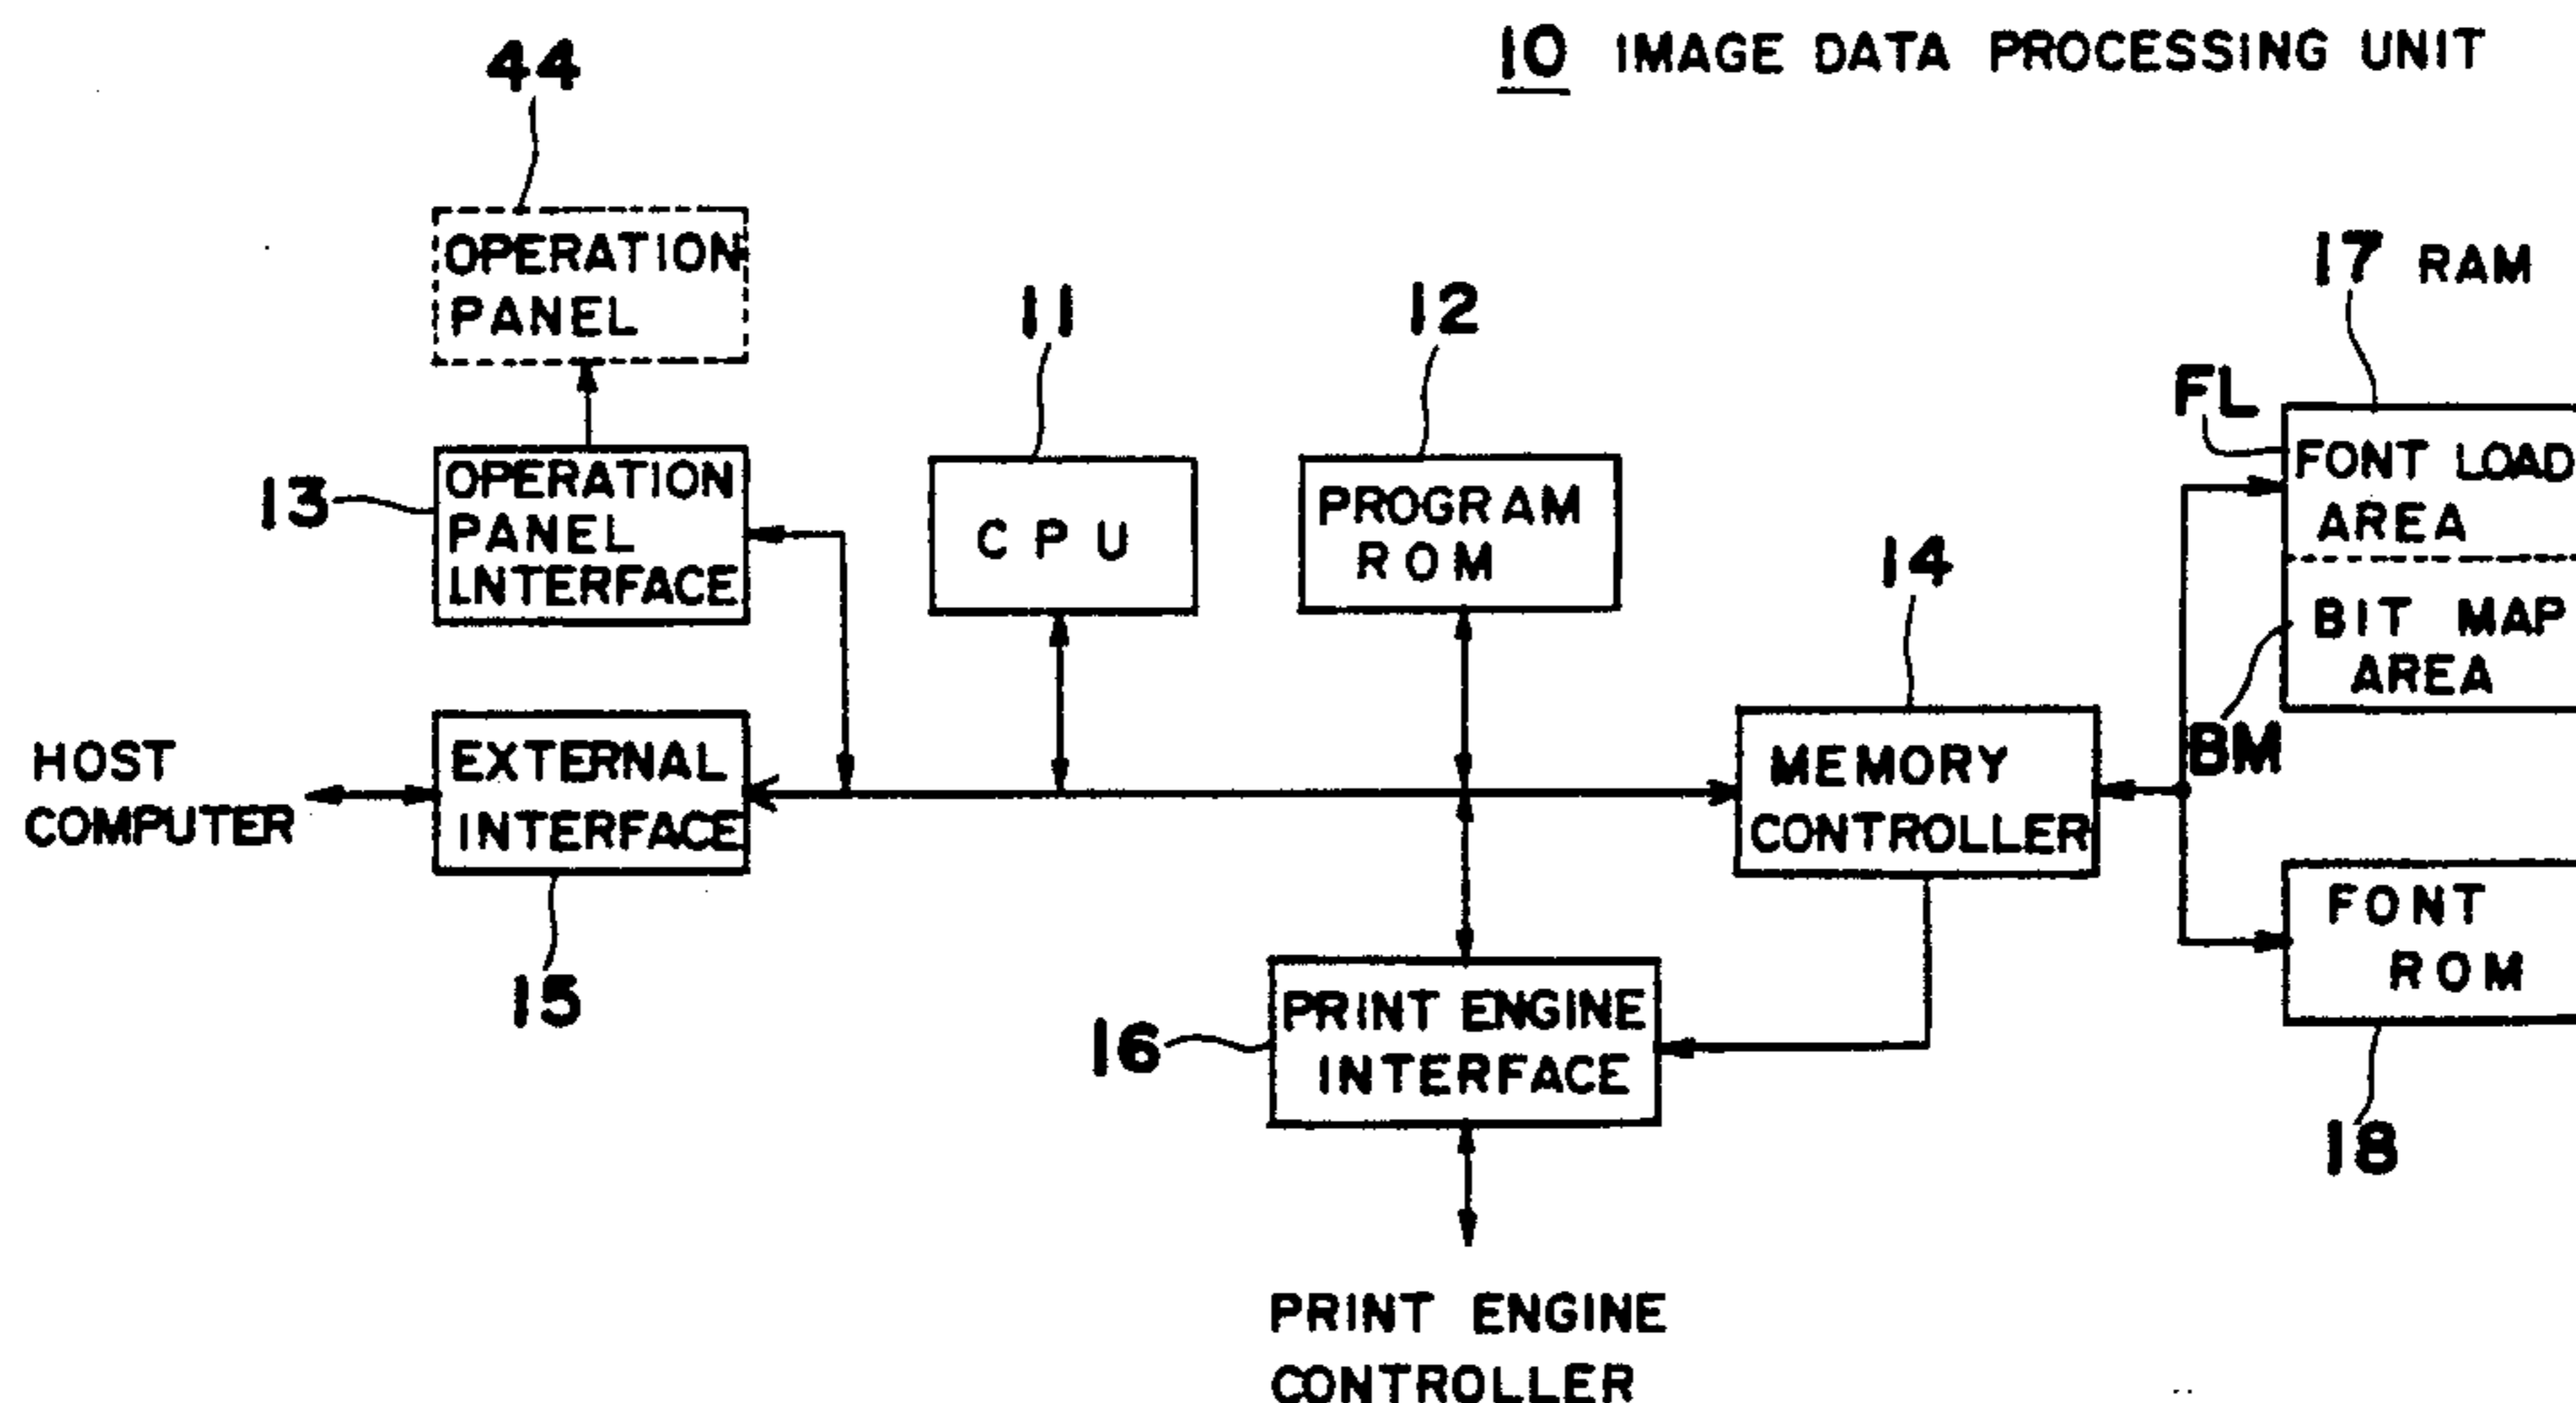 10 IMAGE DATA PROCESSING UNIT
44
OPERATION
PANEL
17 RAM
11
12
FL
FONT LOAD
AREA
13
OPERATION
PANEL
LNTERFACE
CPU
PROGRAM
ROM
14
BIT MAP
AREA
BM
HOST
COMPUTER
EXTERNAL
INTERFACE
MEMORY
CONTROLLER
15
FONT
ROM
16
PRINT ENGINE
INTERFACE
18
PRINT ENGINE
CONTROLLER